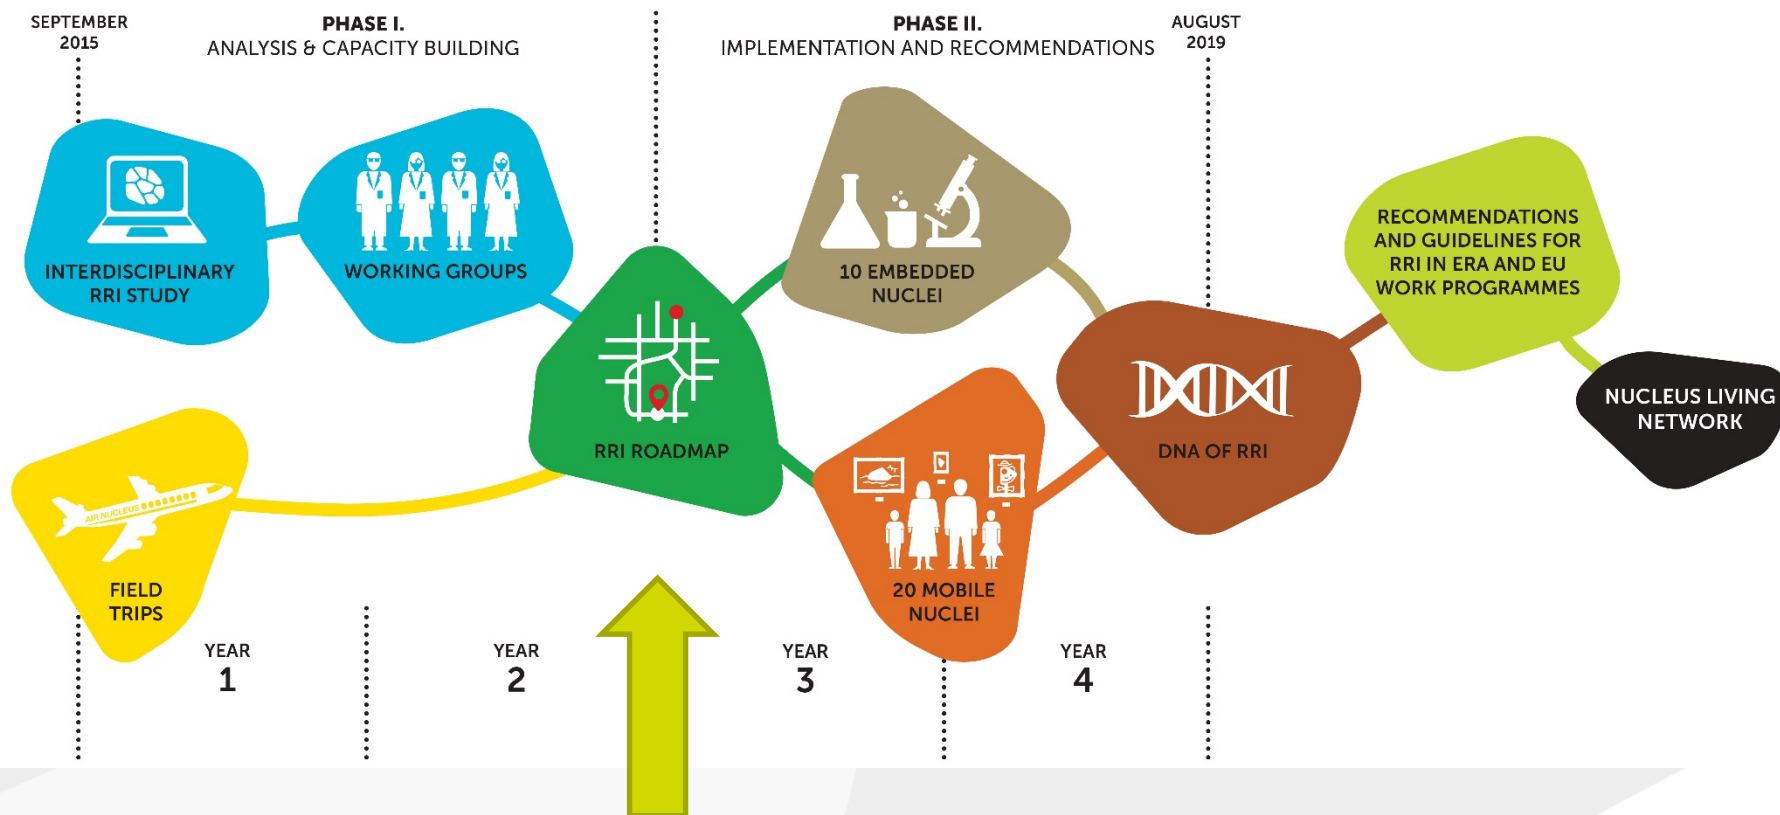 SEPTEMBER
2015
PHASE I.
ANALYSIS & CAPACITY BUILDING
PHASE II.
IMPLEMENTATION AND RECOMMENDATIONS
AUGUST
2019
INTERDISCIPLINARY
RRI STUDY
WORKING GROUPS
10 EMBEDDED
NUCLEI
RECOMMENDATIONS
AND GUIDELINES FOR
RRI IN ERA AND EU
WORK PROGRAMMES
NUCLEUS LIVING
NETWORK
RRI ROADMAP
DNA OF RRI
AIR NUCLEUS
FIELD
TRIPS
20 MOBILE
NUCLEI
YEAR
1
YEAR
2
YEAR
3
YEAR
4